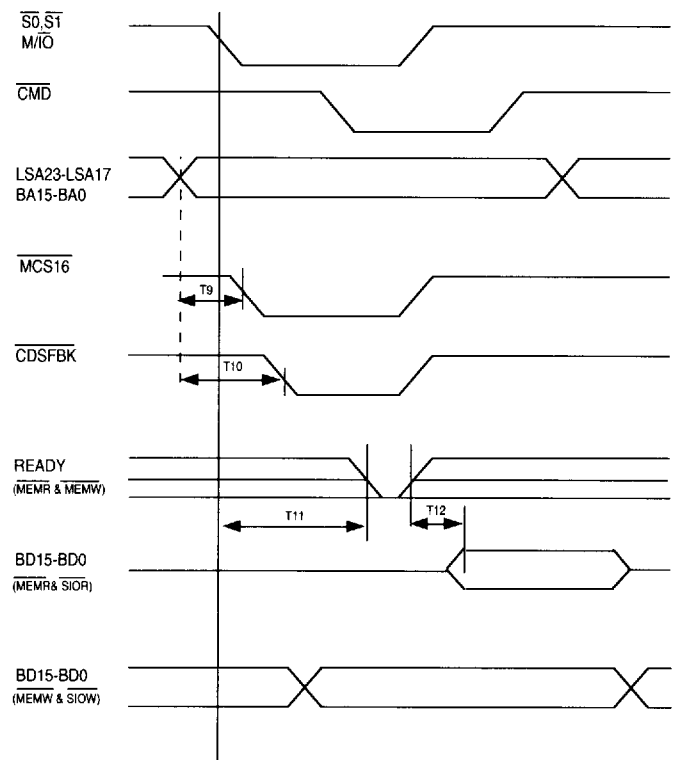 S0,S1
M/IO
CMD
LSA23-LSA17
BA15-BA0
MCS16
T9
CDSFBK
T10
READY
(MEMR & MEMW)
T11
T12
BD15-BD0
(MEMR& SIOR)
BD15-BD0
(MEMW & SIOW)